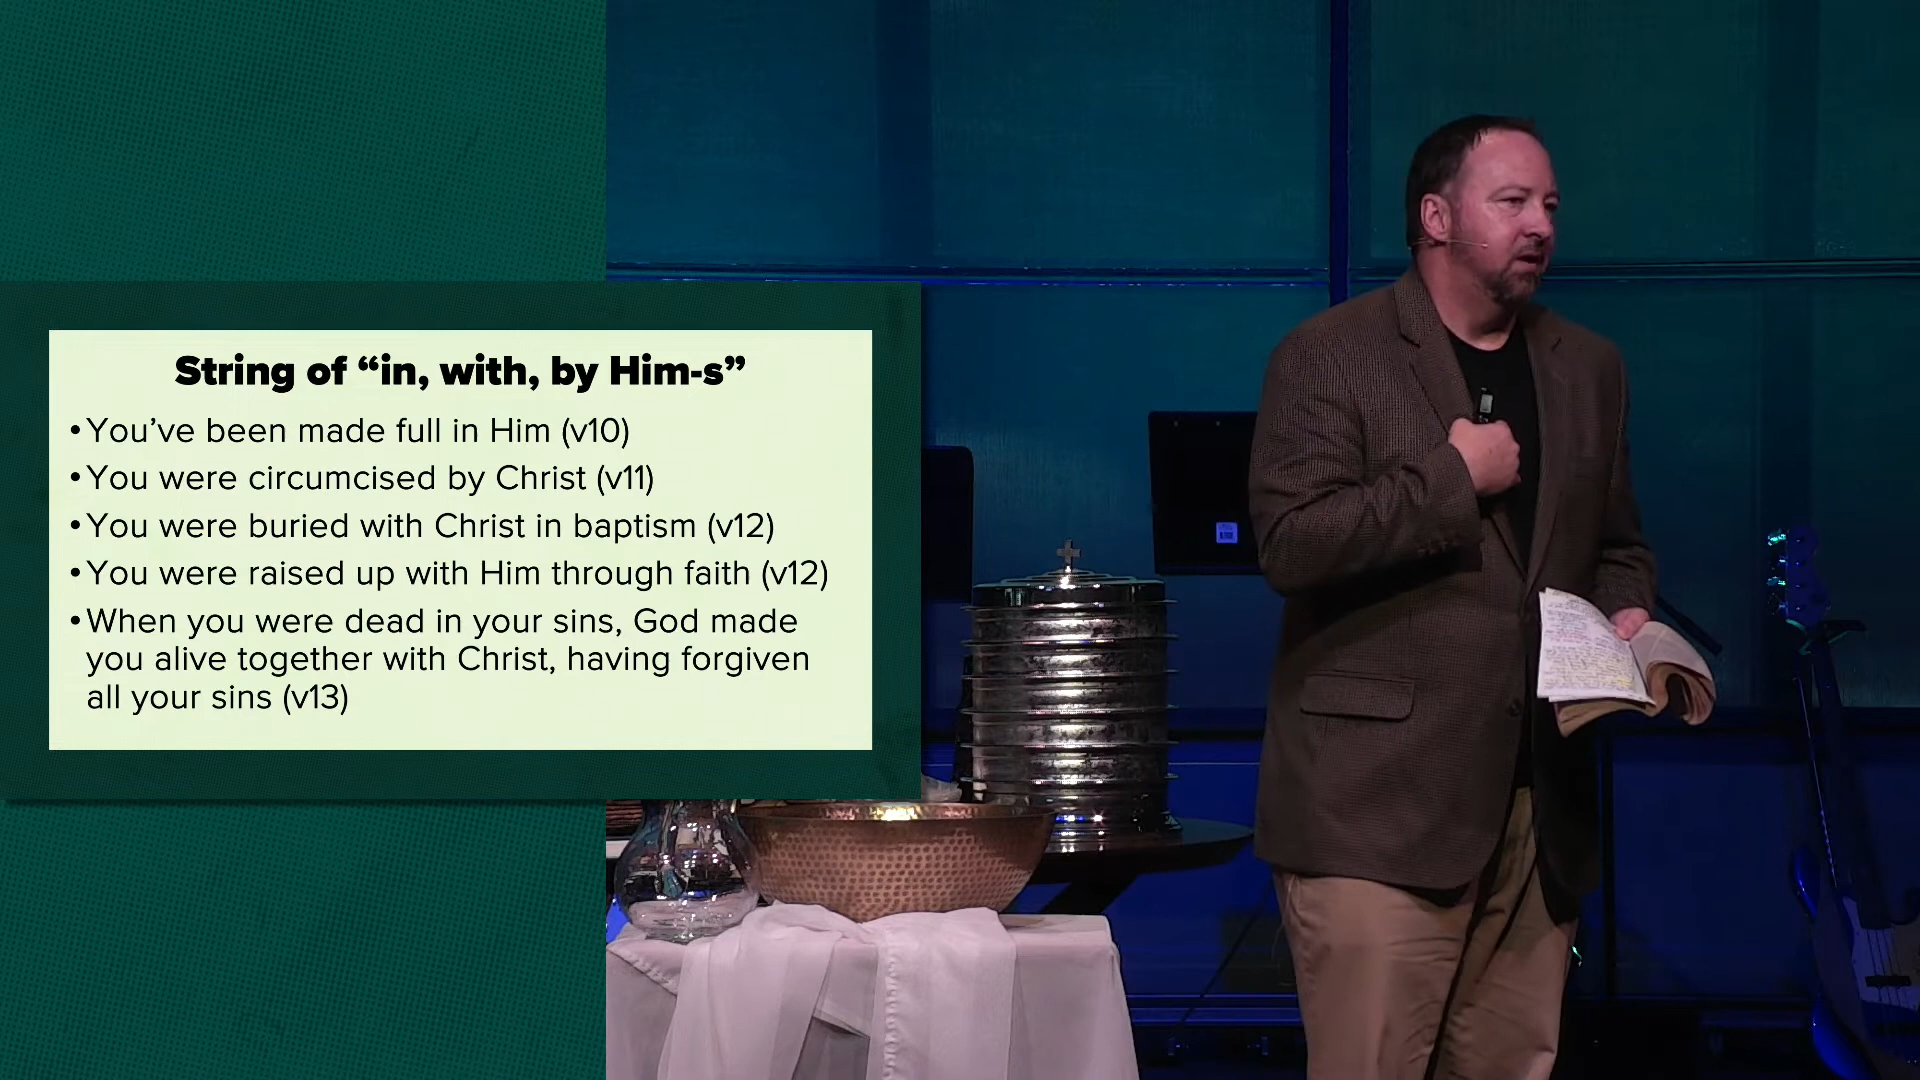 String of “in, with, by Him-s”
•You’ve been made full in Him (v10)
•You were circumcised by Christ (v11)
•You were buried with Christ in baptism (v12)
•You were raised up with Him through faith (v12)
•When you were dead in your sins, God made
you alive together with Christ, having forgiven
all your sins (v13)